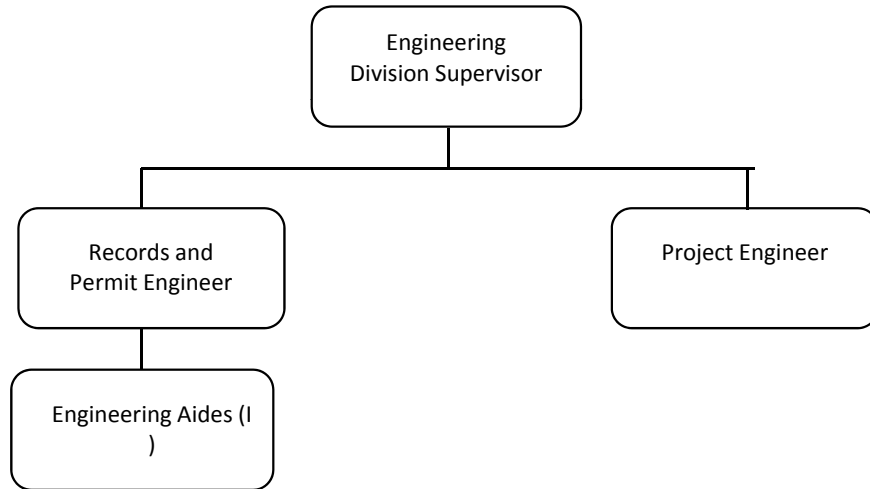 Engineering
Division Supervisor
Records and
Permit Engineer
Project Engineer
Engineering Aides (I
)